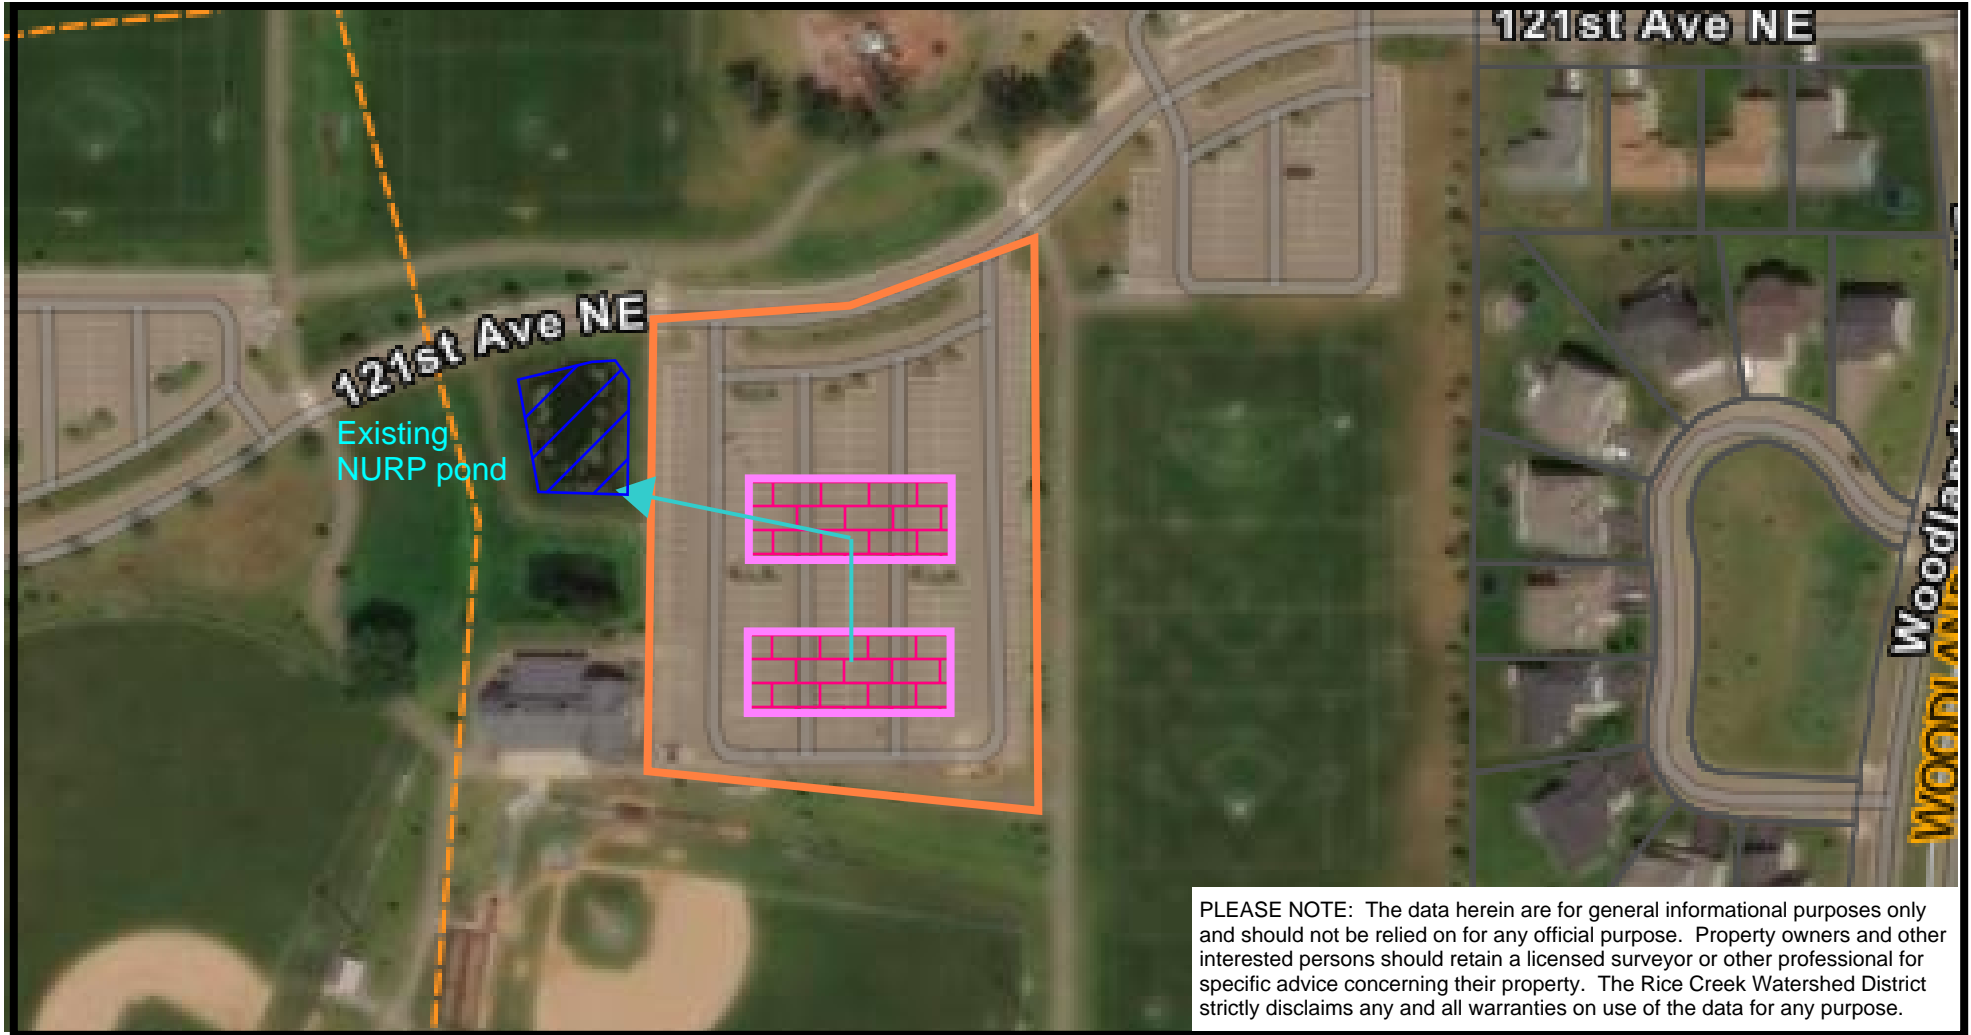 121st Ave NE
121st Ave NE
Existing
NURP pond
PLEASE NOTE: The data herein are for general informational purposes only
and should not be relied on for any official purpose. Property owners and other
interested persons should retain a licensed surveyor or other professional for
specific advice concerning their property. The Rice Creek Watershed District
strictly disclaims any and all warranties on use of the data for any purpose.